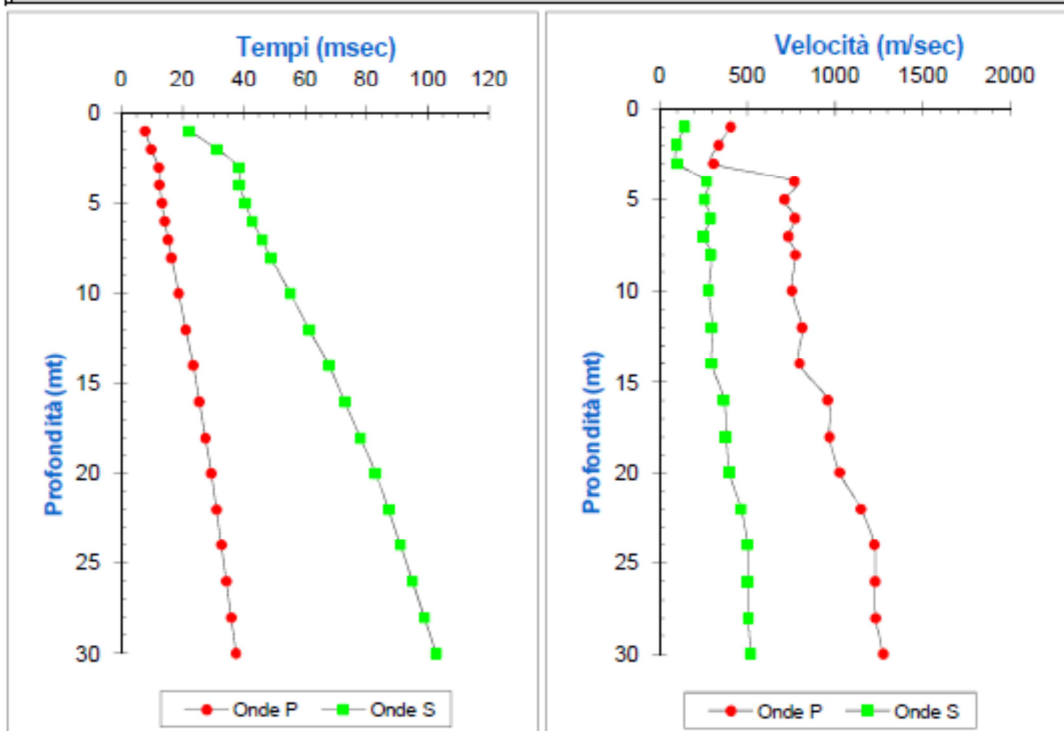 Tempi (msec)
0 20 40 60 80 100 120
0
5
10
15
20
25
30
Profondità (mt)
Onde P Onde S
Velocità (m/sec)
0 500 1000 1500 2000
0
5
10
15
20
25
30
Profondità (mt)
Onde P Onde S